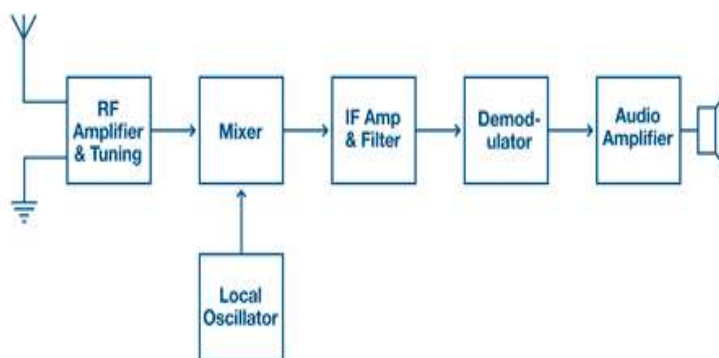 RF
Amplifier
& Tuning
Mixer
IF Amp
& Filter
Demod-
ulator
Audio
Amplifier
Local
Oscillator